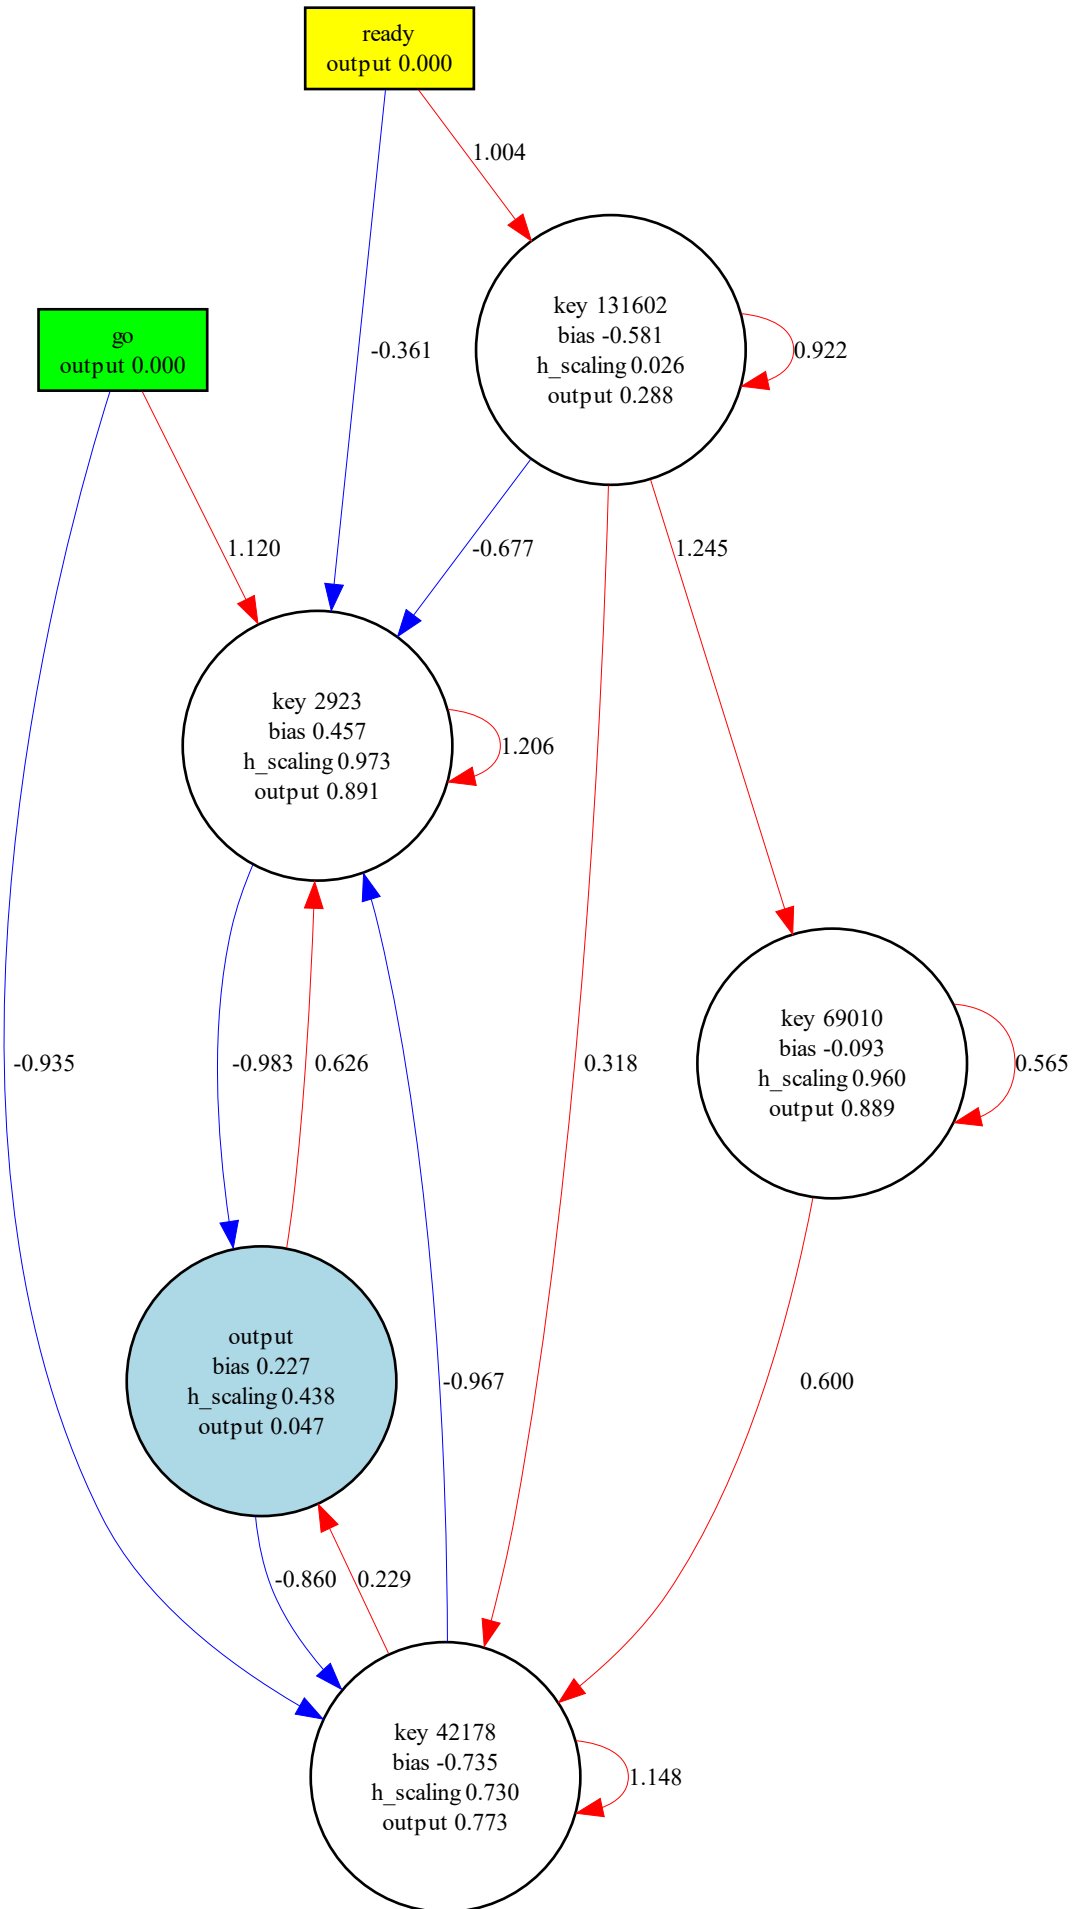 ready
output 0.000
1.004
key 131602
bias -0.581
h_scaling 0.026
output 0.288
0.922
go
output 0.000
-0.361
1.120
-0.677
1.245
key 2923
bias 0.457
h_scaling 0.973
output 0.891
1.206
key 69010
bias -0.093
h_scaling 0.960
output 0.889
0.565
-0.935
-0.983
0.626
0.318
output
bias 0.227
h_scaling 0.438
output 0.047
-0.967
0.600
-0.860
0.229
key 42178
bias -0.735
h_scaling 0.730
output 0.773
1.148